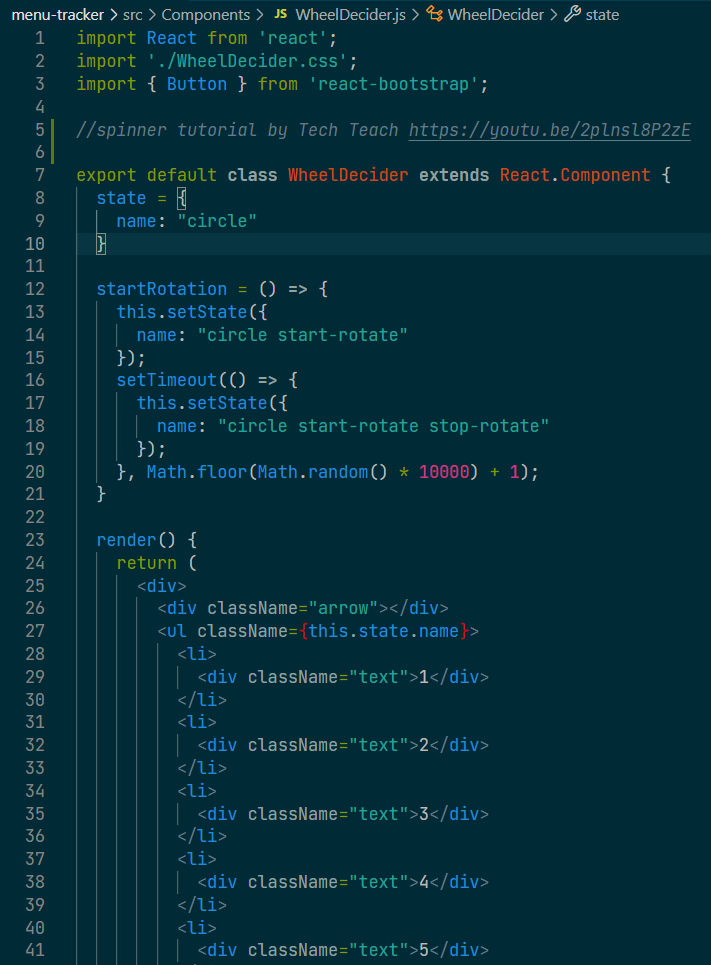 menu-tracker > src > Components > JS WheelDecider.js > WheelDecider > state
1 import React from 'react';
2 import './WheelDecider.css';
3 import { Button } from 'react-bootstrap';
4
5 //spinner tutorial by Tech Teach https://youtu.be/2plnsl8P2zE
6
7 export default class WheelDecider extends React.Component {
8 state = {
9 name: "circle"
10 }
11
12 startRotation = () => {
13 this.setState({
14 name: "circle start-rotate"
15 });
16 setTimeout(() => {
17 this.setState({
18 name: "circle start-rotate stop-rotate"
19 });
20 }, Math.floor(Math.random() * 10000) + 1);
21 }
22
23 render() {
24 return (
25 <div>
26 <div className="arrow"></div>
27 <ul className={this.state.name}>
28 <li>
29 <div className="text">1</div>
30 </li>
31 <li>
32 <div className="text">2</div>
33 </li>
34 <li>
35 <div className="text">3</div>
36 </li>
37 <li>
38 <div className="text">4</div>
39 </li>
40 <li>
41 <div className="text">5</div>